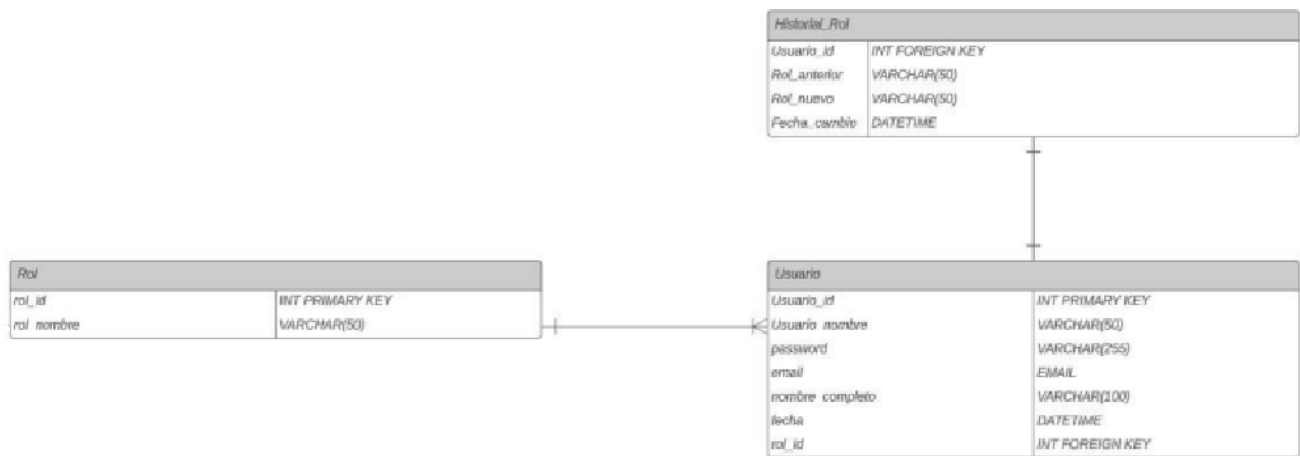 Historial_Rol
Usuario_id INT FOREIGN KEY
Rol_anterior VARCHAR(50)
Rol_nuevo VARCHAR(50)
Fecha_cambio DATETIME
Rol
rol_id INT PRIMARY KEY
rol_nombre VARCHAR(50)
Usuario
Usuario_id INT PRIMARY KEY
Usuario_nombre VARCHAR(50)
password VARCHAR(255)
email EMAIL
nombre_completo VARCHAR(100)
fecha DATETIME
rol_id INT FOREIGN KEY